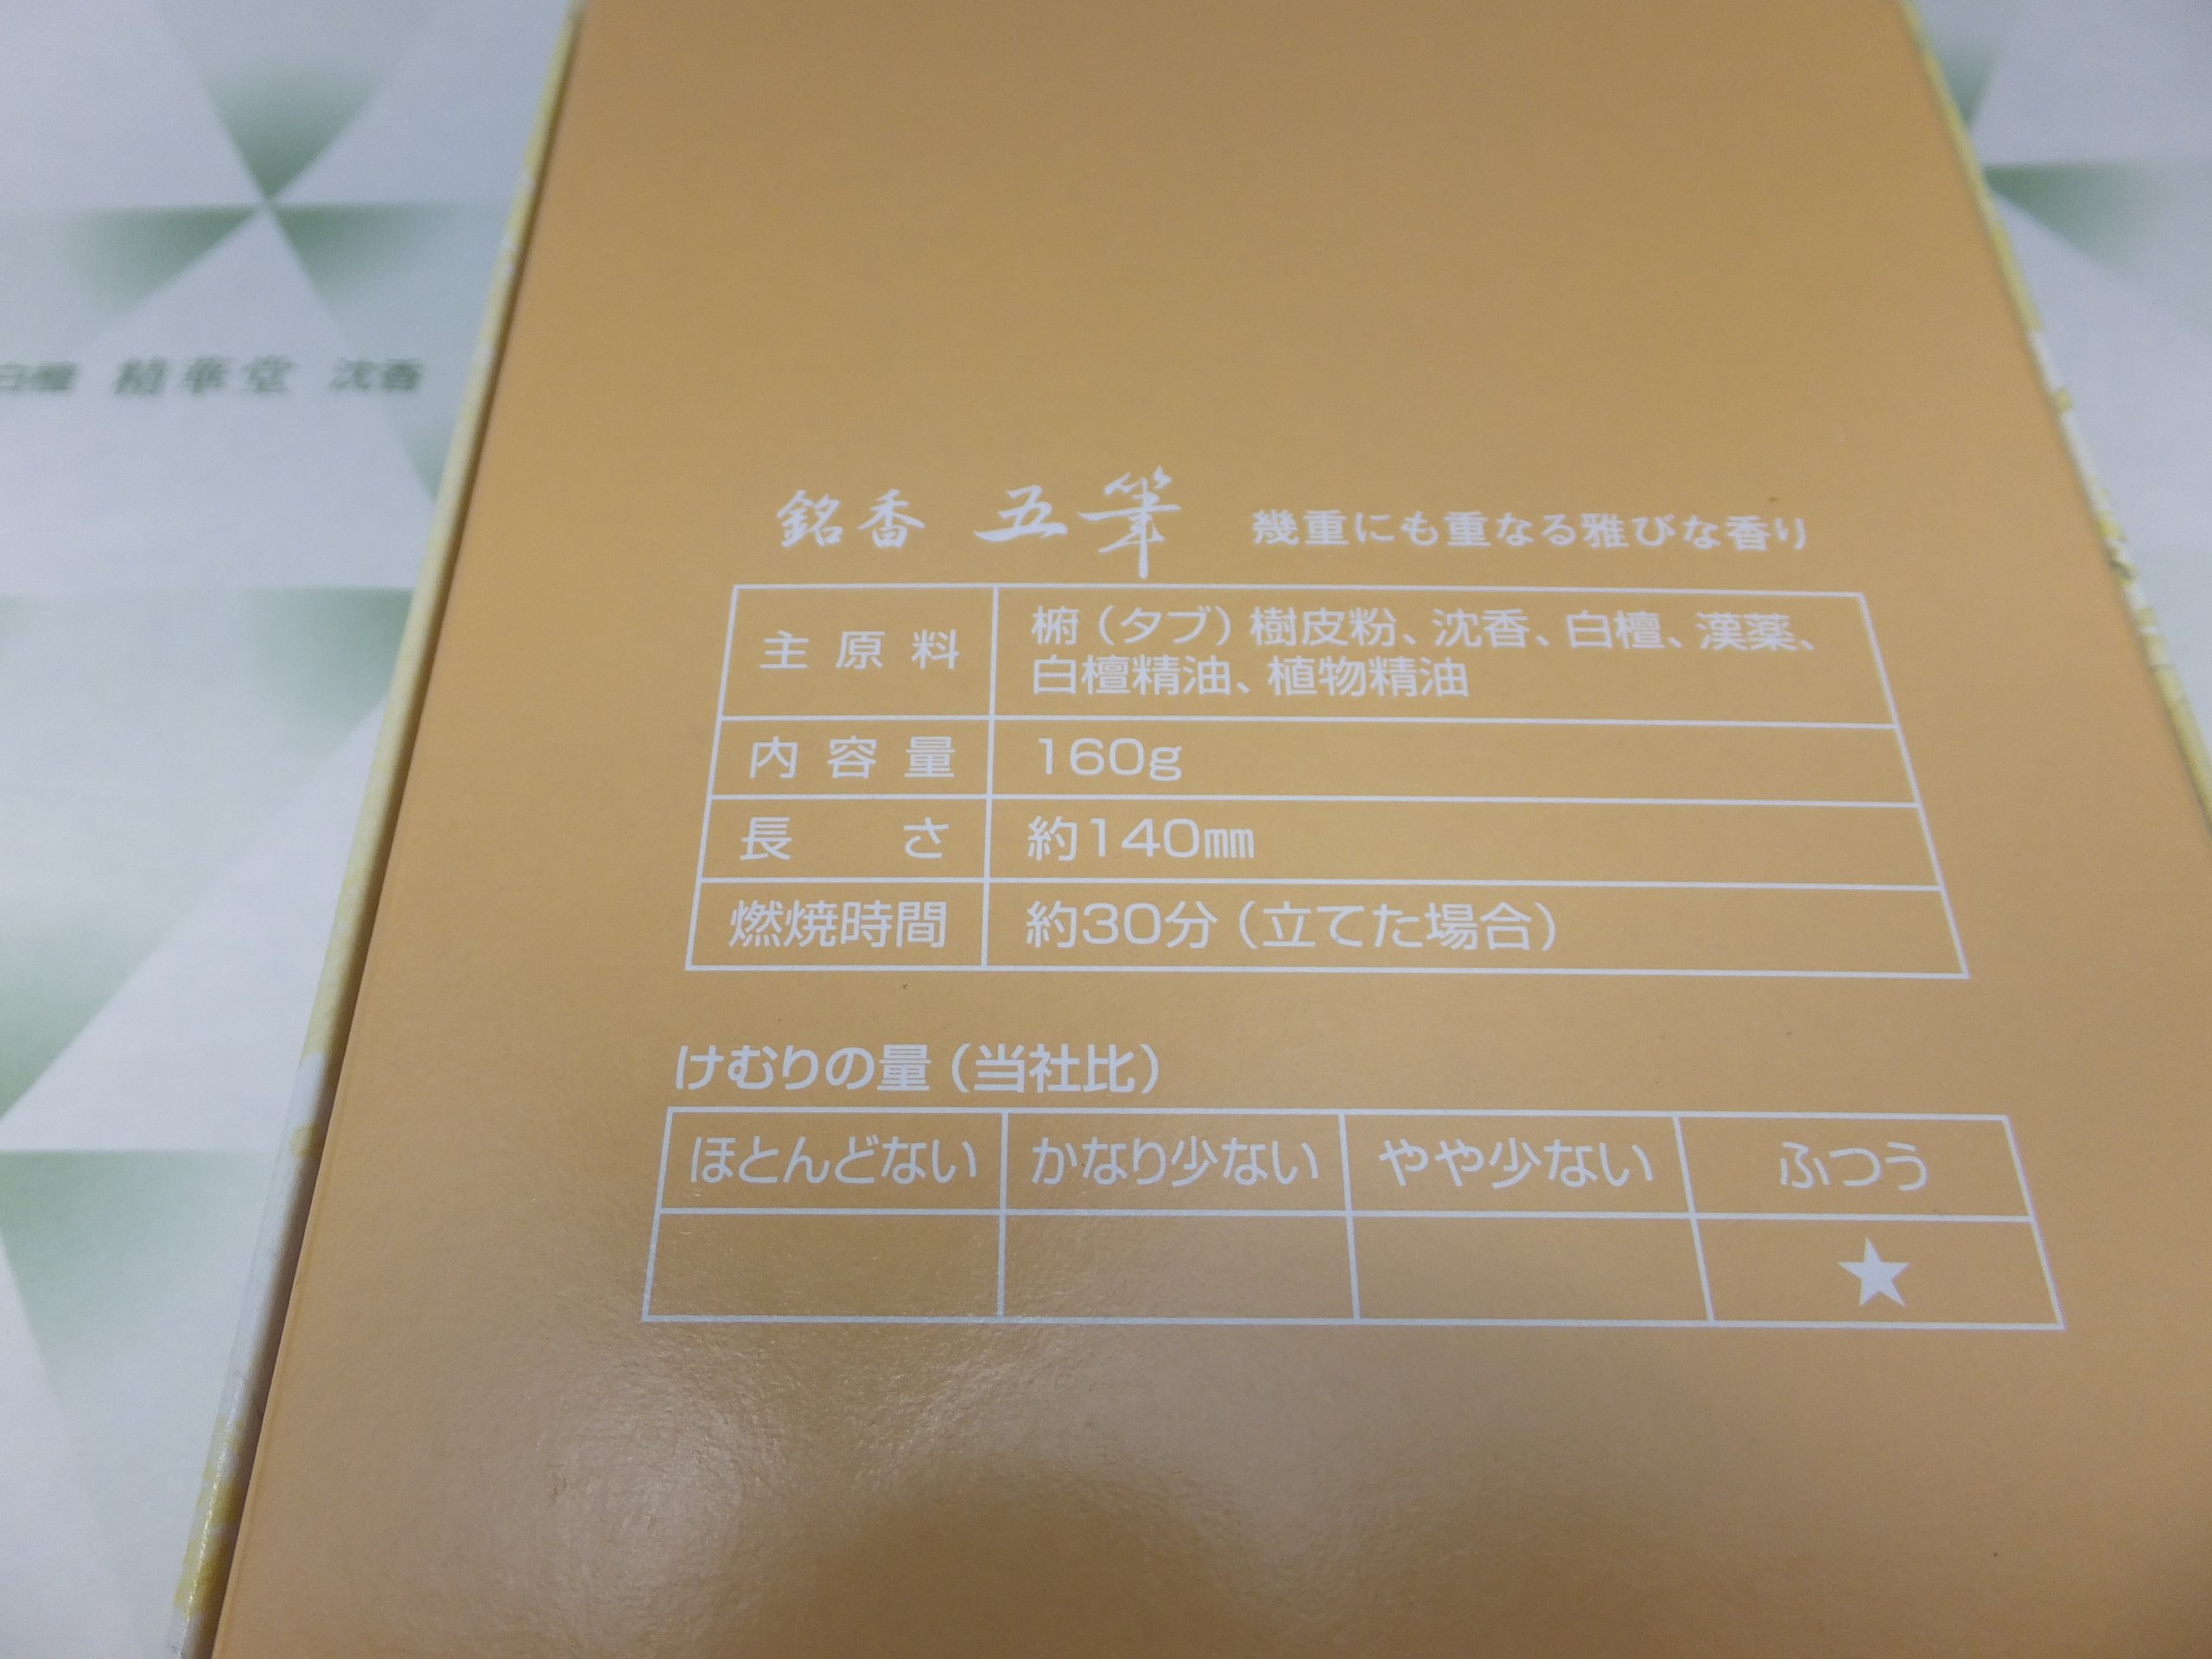 白檀 精華堂 沈香
銘香 五筆 幾重にも重なる雅びな香り
主原料 椨（タブ）樹皮粉、沈香、白檀、漢薬、
白檀精油、植物精油
内容量 160g
長さ 約140㎜
燃焼時間 約30分（立てた場合）
けむりの量（当社比）
ほとんどない かなり少ない やや少ない ふつう
★